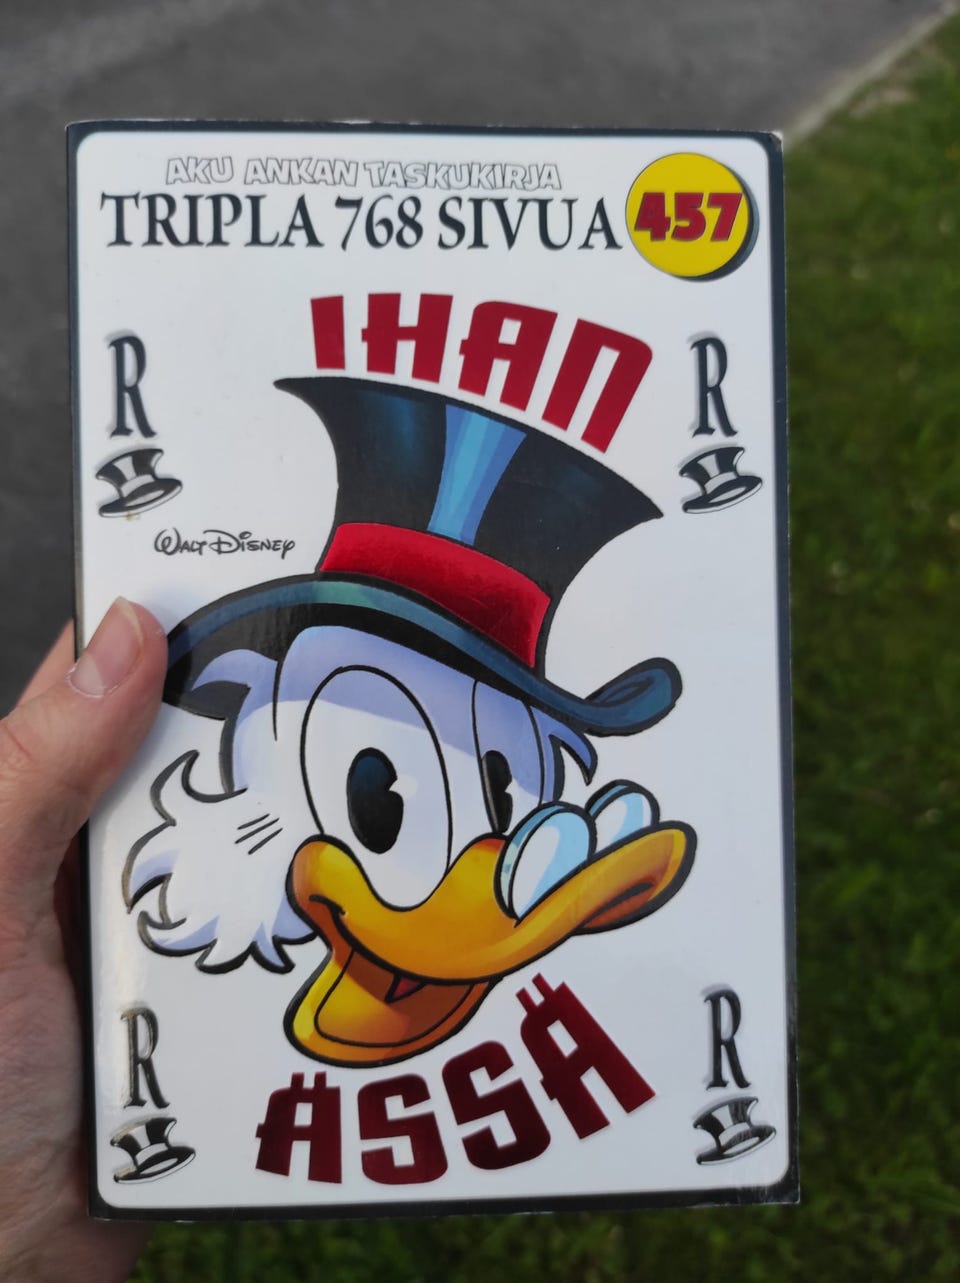 AKU ANKAN TASKUKIRJA
TRIPLA 768 SIVUA
457
IHAN
R
R
WALT DISNEY
ÄSSÄ
R
R